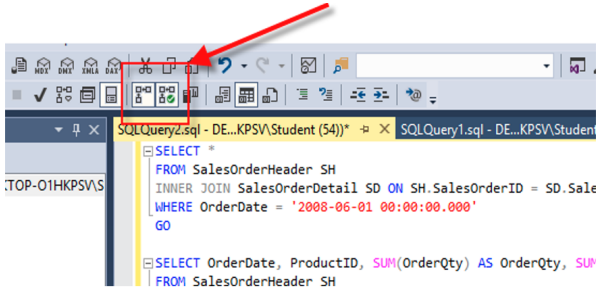 MDX DMX XMLA DAX
SQLQuery2.sql - DE...KPSV\Student (54))* SQLQuery1.sql - DE...KPSV\Student
KTOP-O1HKPSV\S
SELECT *
FROM SalesOrderHeader SH
INNER JOIN SalesOrderDetail SD ON SH.SalesOrderID = SD.Sale
WHERE OrderDate = '2008-06-01 00:00:00.000'
GO
SELECT OrderDate, ProductID, SUM(OrderQty) AS OrderQty, SUM
FROM SalesOrderHeader SH